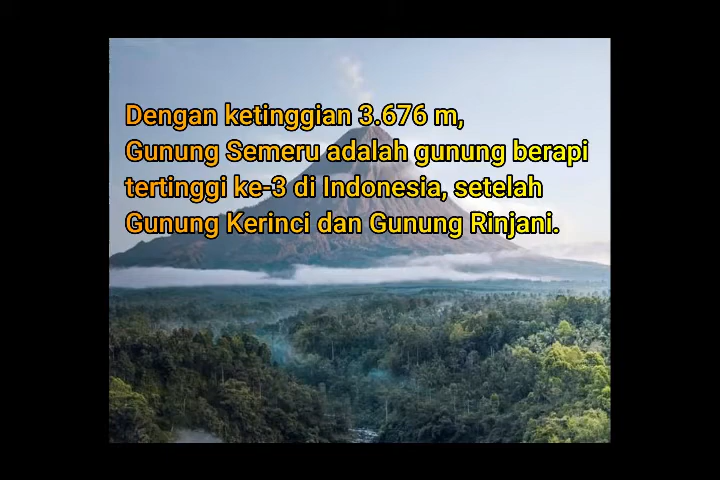 Dengan ketinggian 3.676 m,
Gunung Semeru adalah gunung berapi
tertinggi ke-3 di Indonesia, setelah
Gunung Kerinci dan Gunung Rinjani.